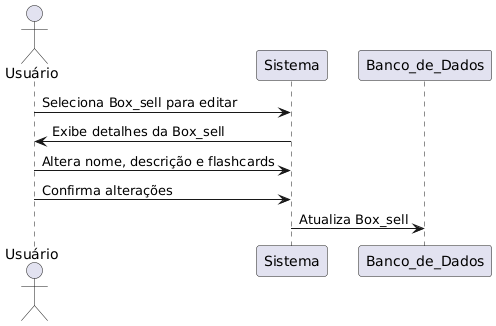 Usuário
Sistema
Banco_de_Dados
Seleciona Box_sell para editar
Exibe detalhes da Box_sell
Altera nome, descrição e flashcards
Confirma alterações
Atualiza Box_sell
Usuário
Sistema
Banco_de_Dados